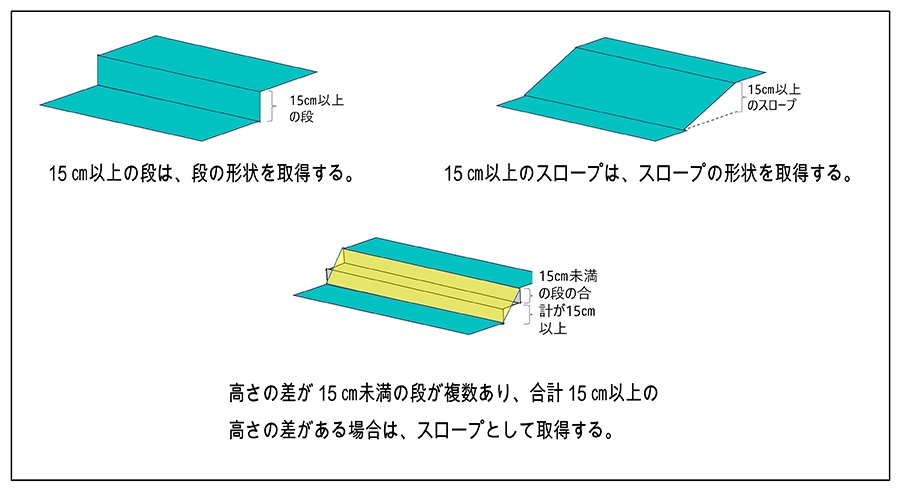 15㎝以上
の段
15㎝以上の段は、段の形状を取得する。
15㎝以上
のスロープ
15㎝以上のスロープは、スロープの形状を取得する。
15㎝未満
の段の合
計が15㎝
以上
高さの差が 15 ㎝未満の段が複数あり、合計 15 ㎝以上の
高さの差がある場合は、スロープとして取得する。